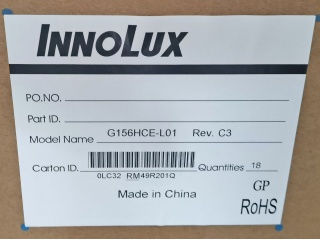 INNOLUX
PO.NO.
Part ID.
Model Name G156HCE-L01 Rev. C3
Carton ID. Quantities 18
0LC32 RM49R201Q
Made in China
GP
RoHS